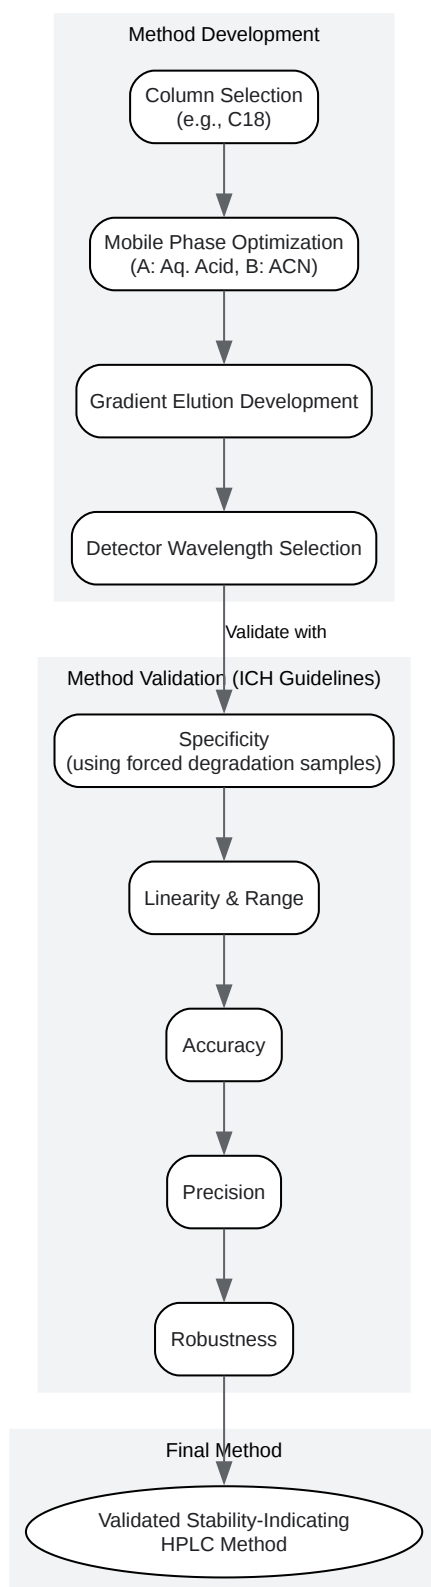 Method Development
Column Selection
(e.g., C18)
Mobile Phase Optimization
(A: Aq. Acid, B: ACN)
Gradient Elution Development
Detector Wavelength Selection
Validate with
Method Validation (ICH Guidelines)
Specificity
(using forced degradation samples)
Linearity & Range
Accuracy
Precision
Robustness
Final Method
Validated Stability-Indicating
HPLC Method